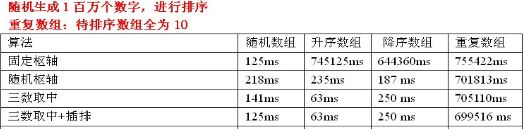 随机生成1百万个数字，进行排序
重复数组：待排序数组全为10
算法 随机数组 升序数组 降序数组 重复数组
固定枢轴 125ms 745125ms 644360ms 755422ms
随机枢轴 218ms 235ms 187 ms 701813ms
三数取中 141ms 63ms 250 ms 705110ms
三数取中+插排 125ms 63ms 250 ms 699516 ms